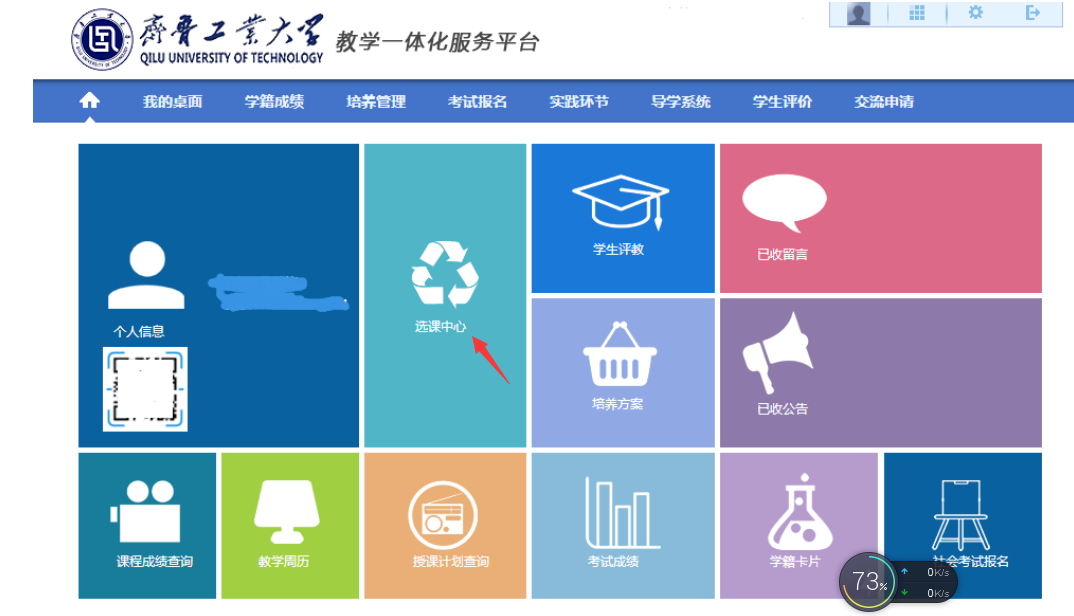 齊鲁工業大学
QILU UNIVERSITY OF TECHNOLOGY
教学一体化服务平台
我的桌面 学籍成绩 培养管理 考试报名 实践环节 导学系统 学生评价 交流申请
个人信息
选课中心
学生评教
已收留言
培养方案
已收公告
课程成绩查询
教学周历
授课计划查询
考试成绩
学籍卡片
社会考试报名
73%
0K/s
0K/s